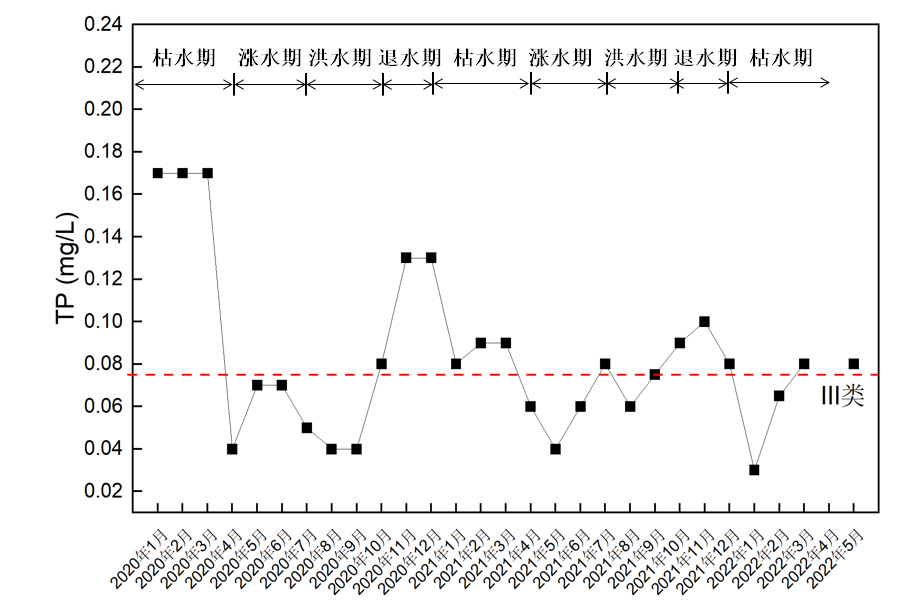 0.24
0.22
0.20
0.18
0.16
0.14
0.12
0.10
0.08
0.06
0.04
0.02
TP (mg/L)
枯水期 涨水期 洪水期 退水期 枯水期 涨水期 洪水期 退水期 枯水期
III类
2020年1月
2020年2月
2020年3月
2020年4月
2020年5月
2020年6月
2020年7月
2020年8月
2020年9月
2020年10月
2020年11月
2020年12月
2021年1月
2021年2月
2021年3月
2021年4月
2021年5月
2021年6月
2021年7月
2021年8月
2021年9月
2021年10月
2021年11月
2021年12月
2022年1月
2022年2月
2022年3月
2022年4月
2022年5月